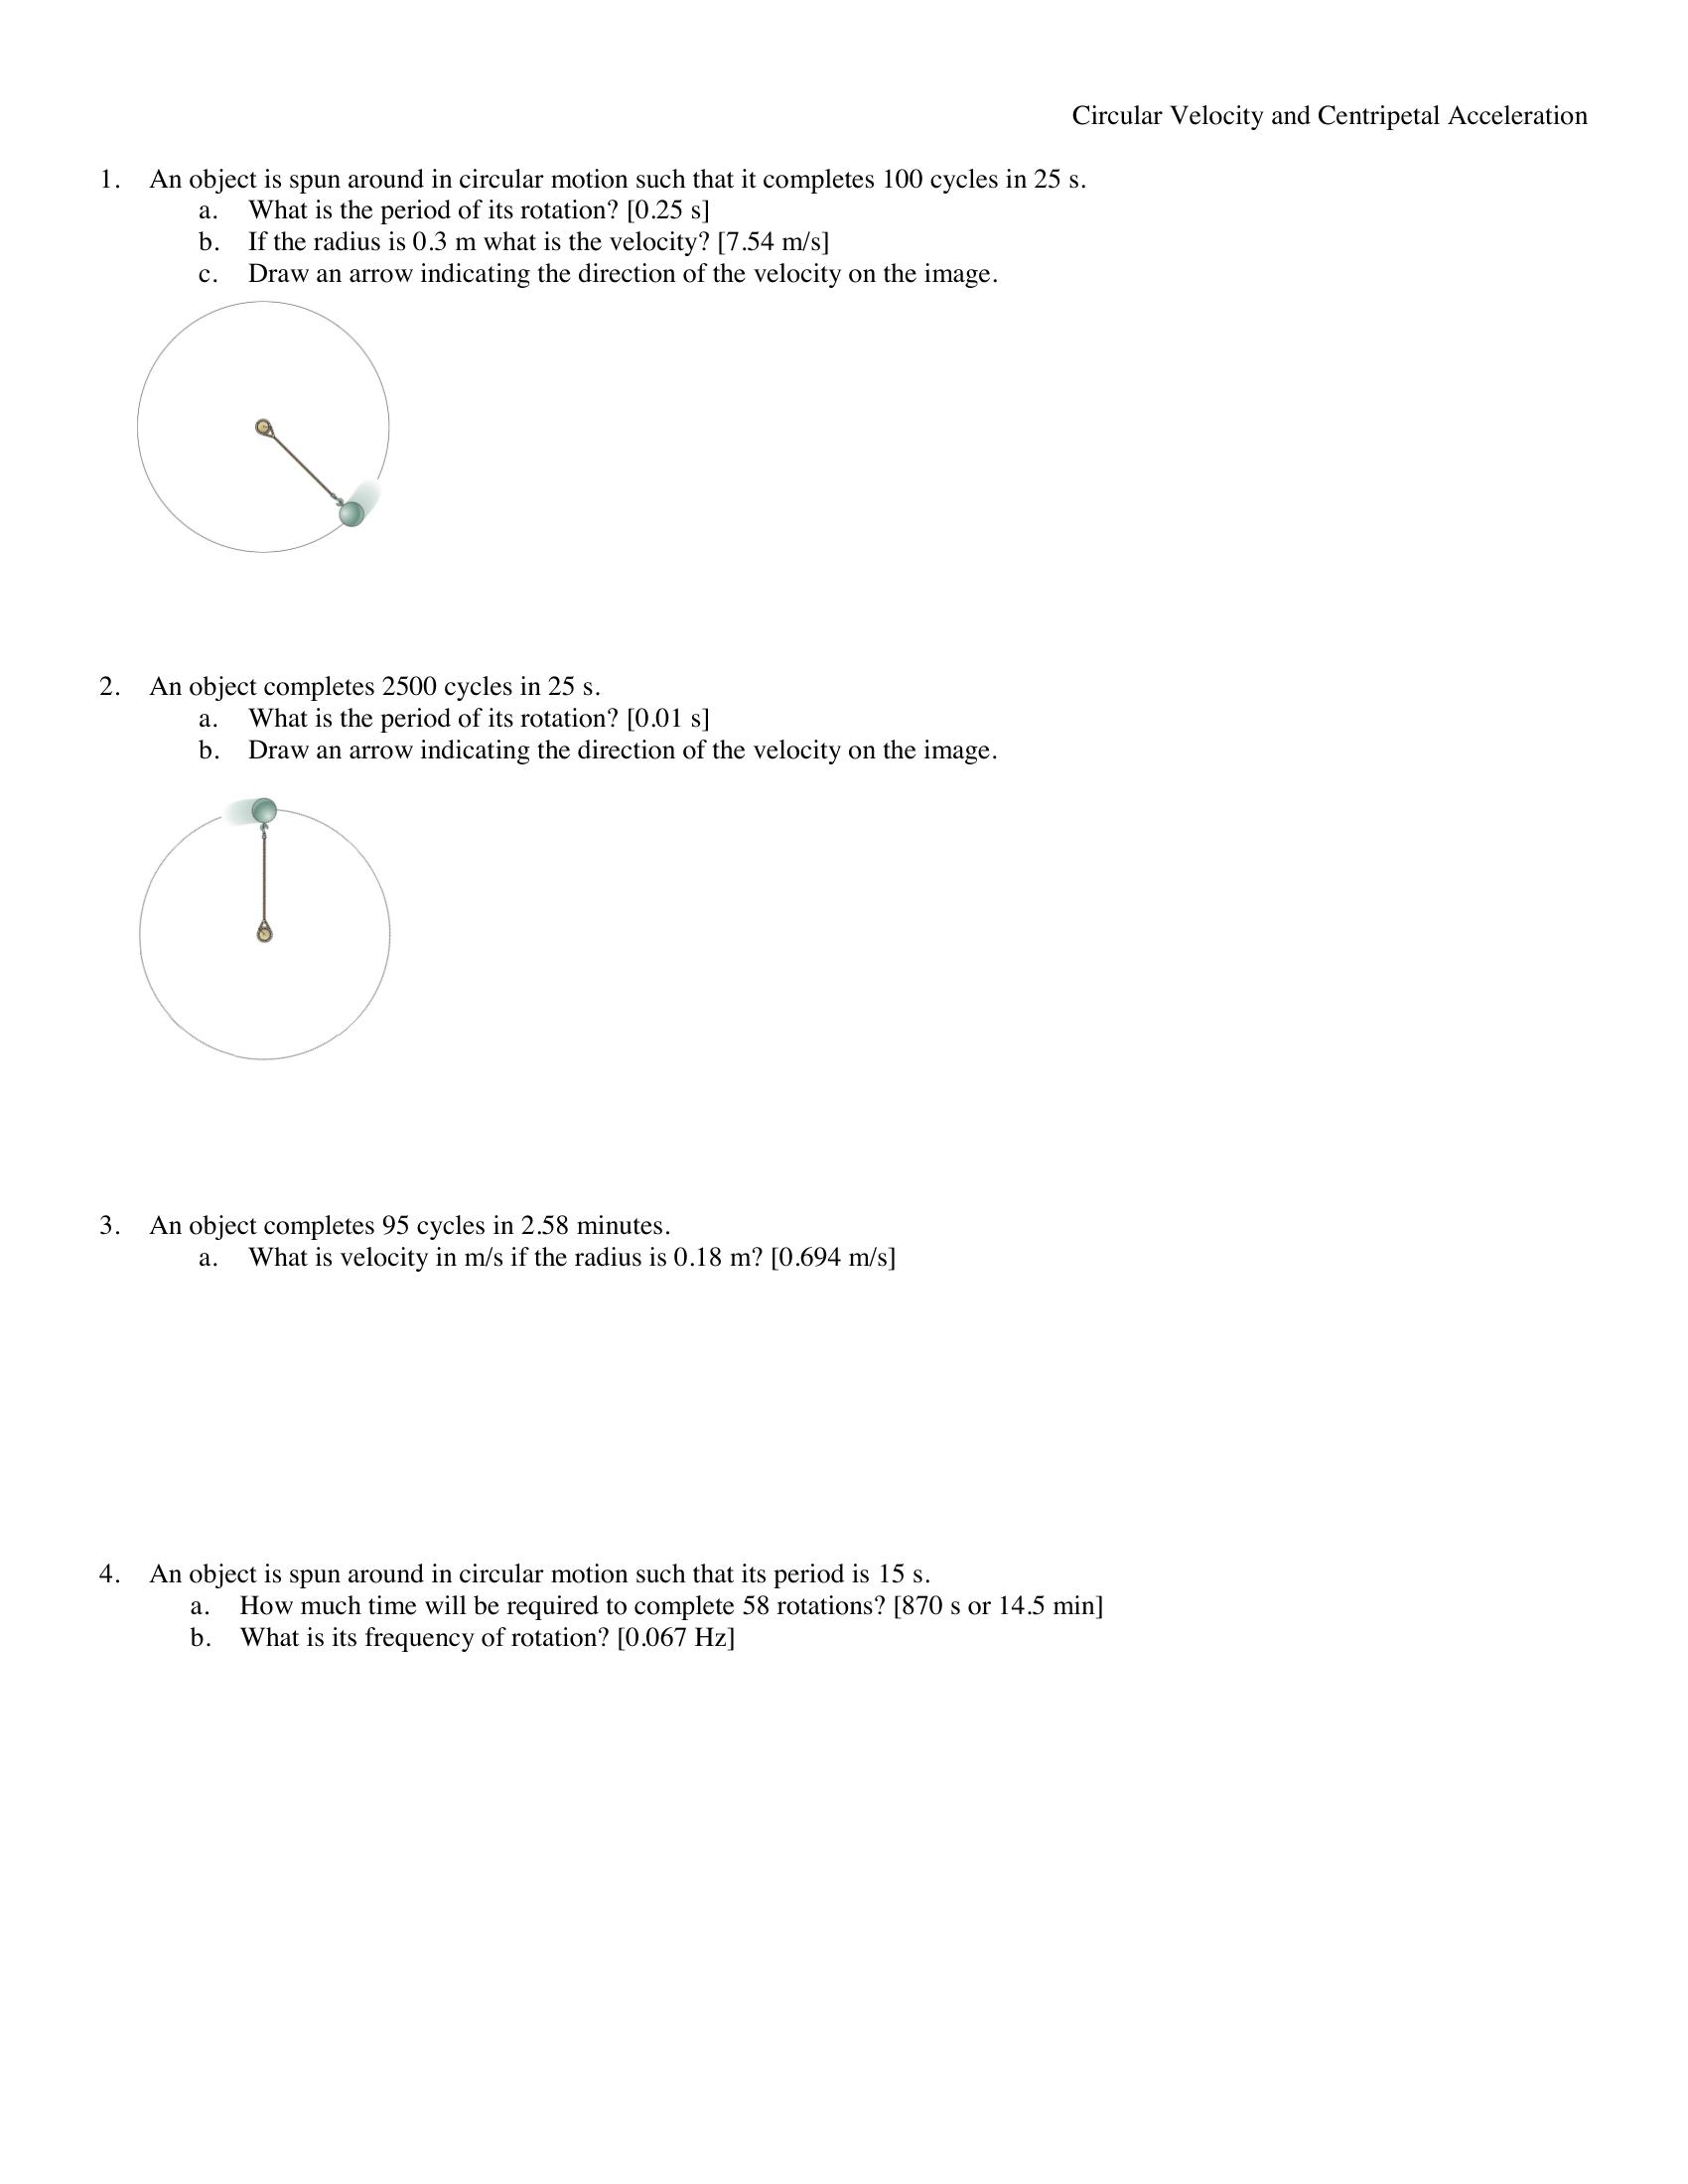 Circular Velocity and Centripetal Acceleration
1. An object is spun around in circular motion such that it completes 100 cycles in 25 s.
a. What is the period of its rotation? [0.25 s]
b. If the radius is 0.3 m what is the velocity? [7.54 m/s]
c. Draw an arrow indicating the direction of the velocity on the image.
2. An object completes 2500 cycles in 25 s.
a. What is the period of its rotation? [0.01 s]
b. Draw an arrow indicating the direction of the velocity on the image.
3. An object completes 95 cycles in 2.58 minutes.
a. What is velocity in m/s if the radius is 0.18 m? [0.694 m/s]
4. An object is spun around in circular motion such that its period is 15 s.
a. How much time will be required to complete 58 rotations? [870 s or 14.5 min]
b. What is its frequency of rotation? [0.067 Hz]